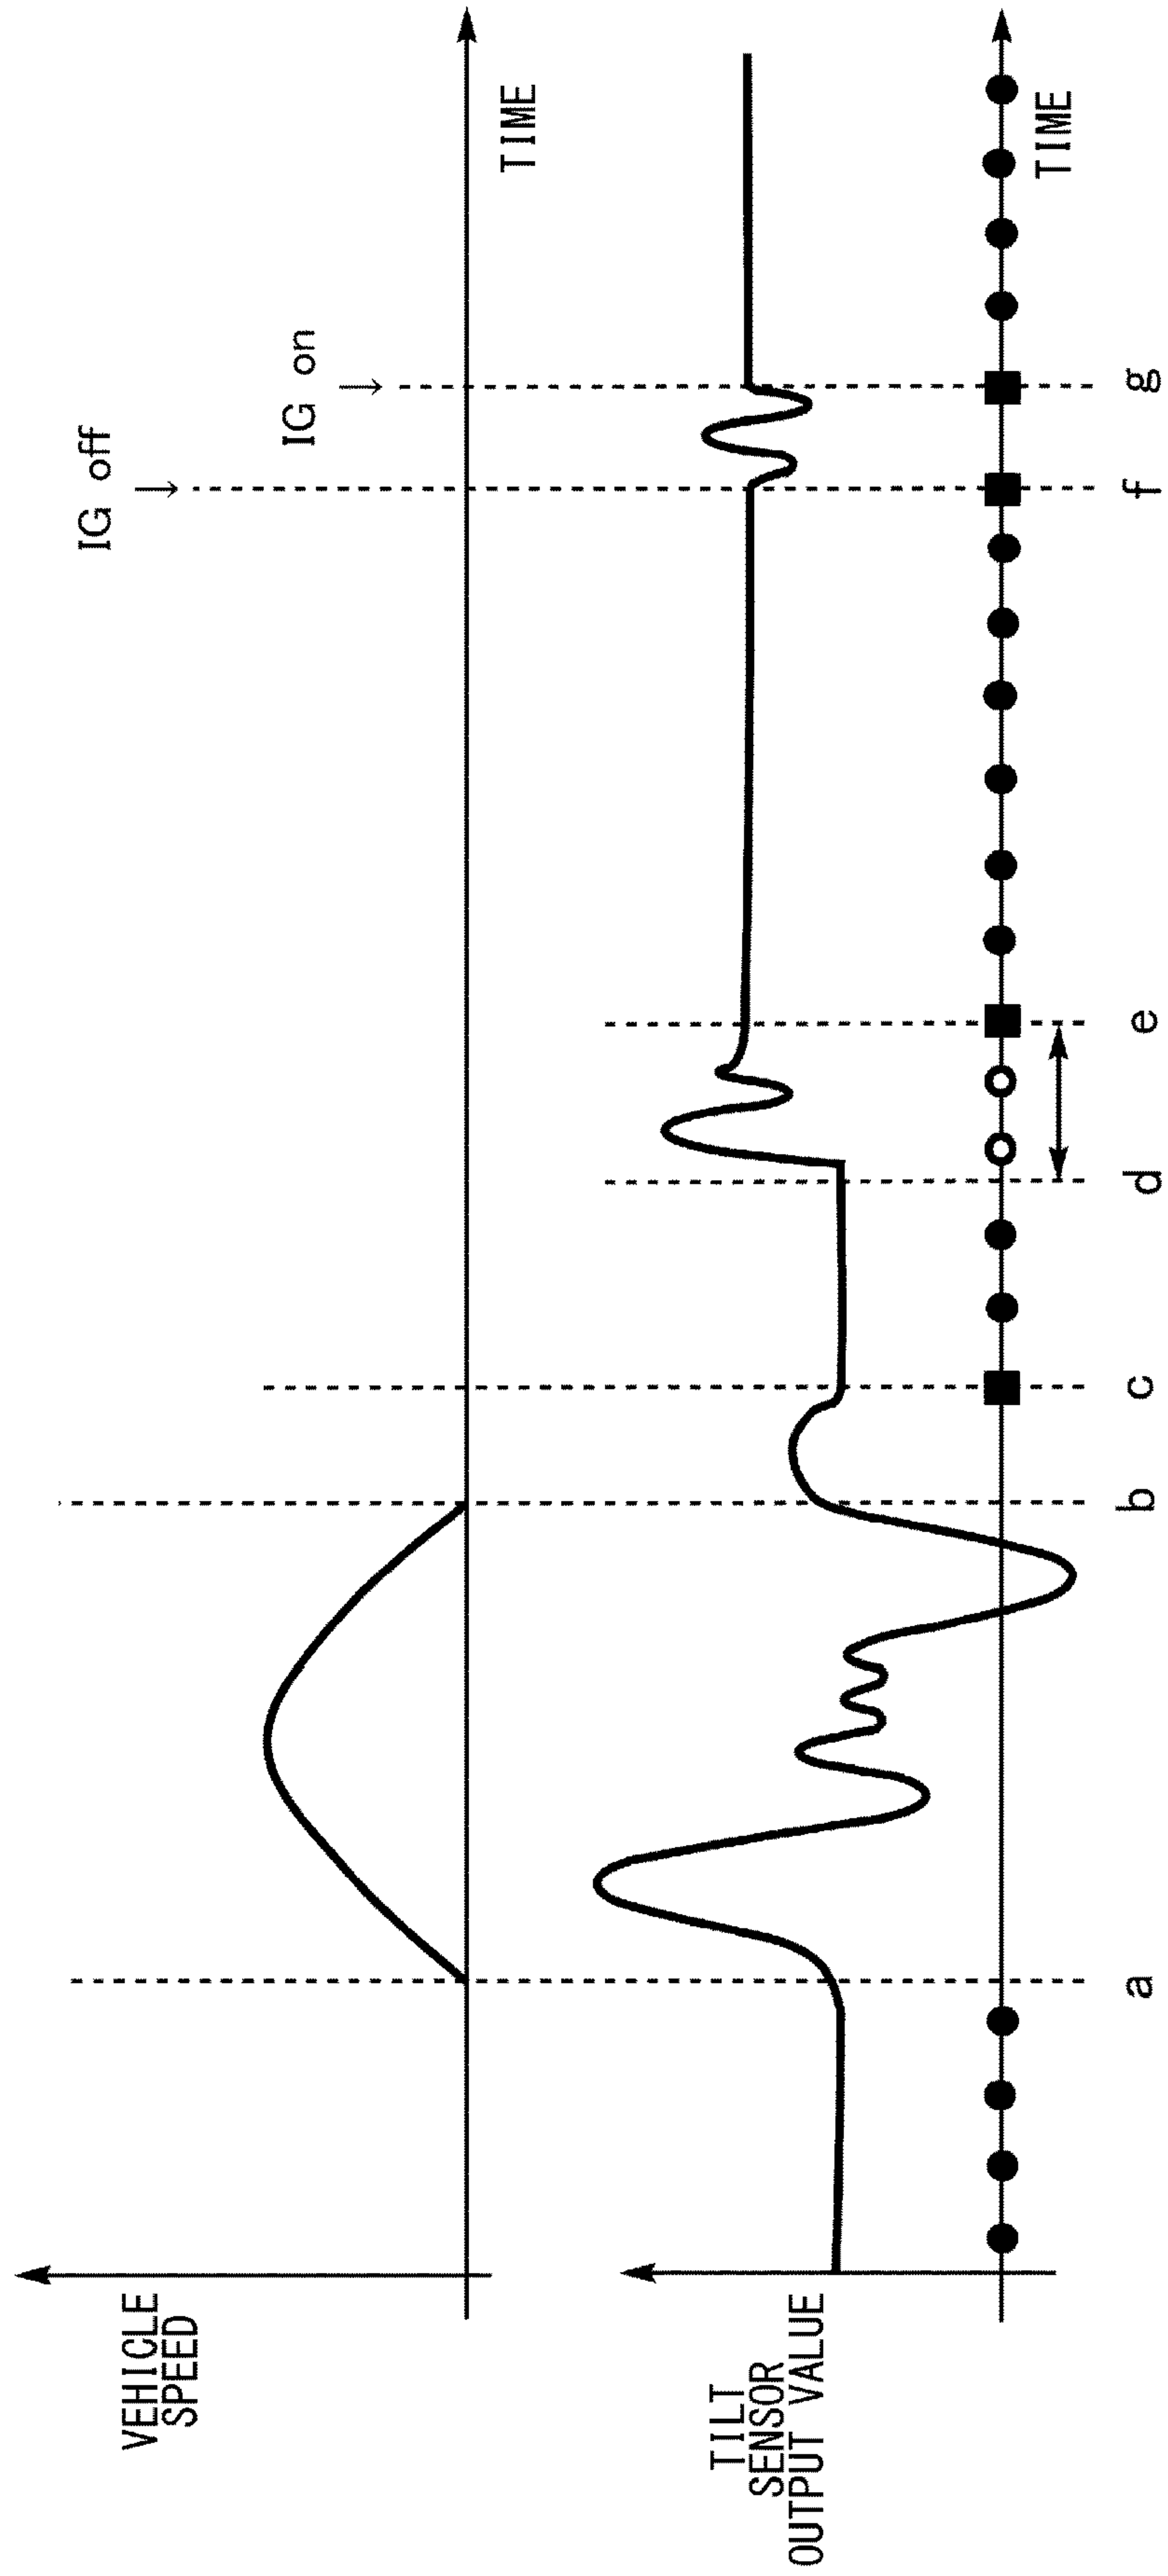 VEHICLE
SPEED
IG off
↓
IG on
↓
TIME
TILT
SENSOR
OUTPUT VALUE
TIME
a
b
c
d
e
f
g